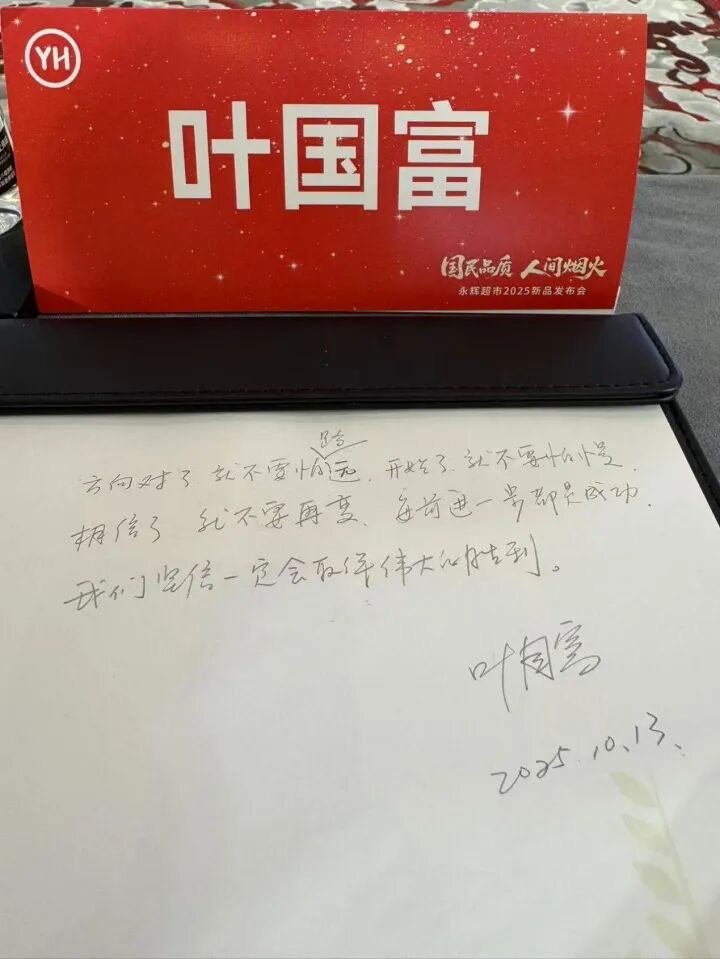 YH
叶国富
国民品质 人间烟火
永辉超市2025新品发布会
路
方向对了,就不要怕远,开始了,就不要怕慢,
相信了,就不要再变,每前进一步都是成功.
我们坚信一定会取得伟大的胜利。
叶国富
2025.10.13.